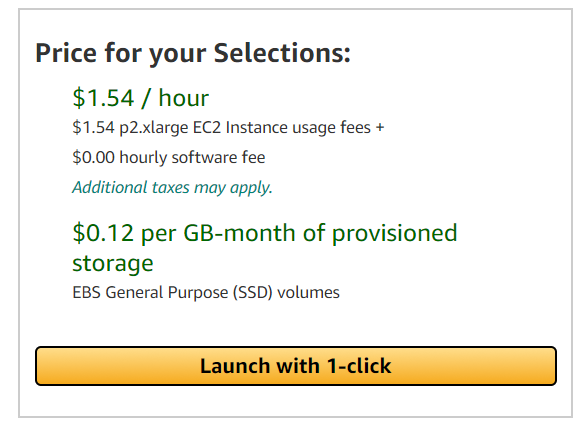 Price for your Selections:
$1.54 / hour
$1.54 p2.xlarge EC2 Instance usage fees +
$0.00 hourly software fee
Additional taxes may apply.
$0.12 per GB-month of provisioned
storage
EBS General Purpose (SSD) volumes
Launch with 1-click